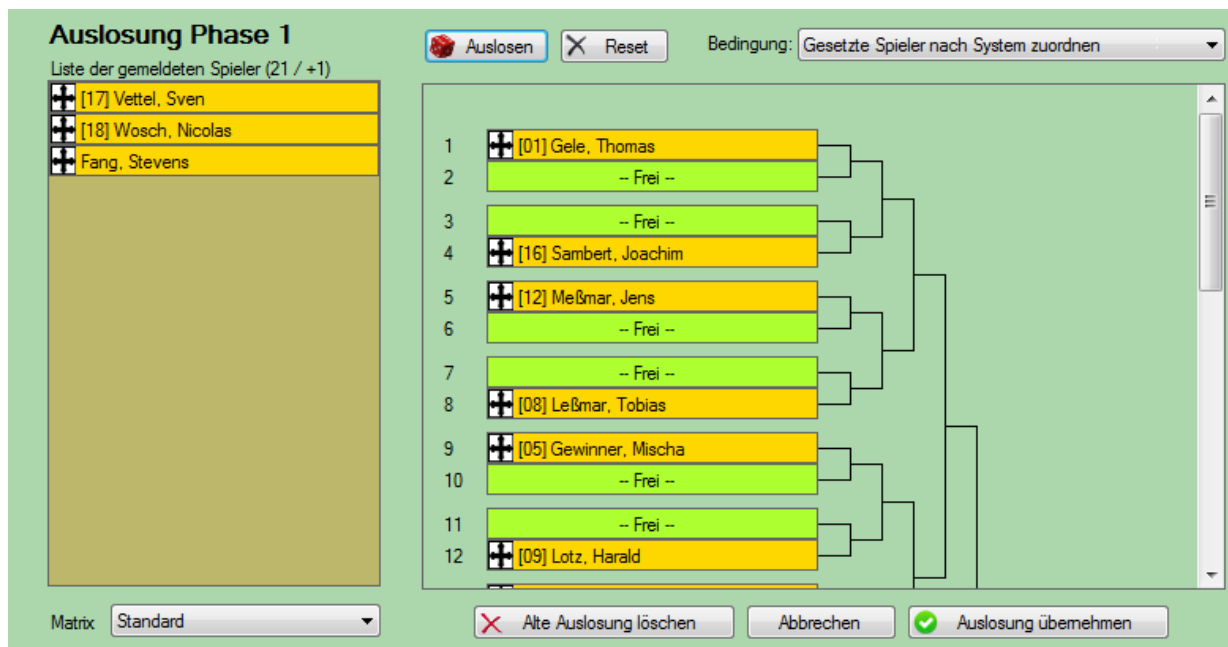 Auslosung Phase 1
Liste der gemeldeten Spieler (21 / +1)
[17] Vettel, Sven
[18] Wosch, Nicolas
Fang, Stevens
Matrix Standard
Auslosen Reset Bedingung: Gesetzte Spieler nach System zuordnen
1 [01] Gele, Thomas
2 -- Frei --
3 -- Frei --
4 [16] Sambert, Joachim
5 [12] Meßmar, Jens
6 -- Frei --
7 -- Frei --
8 [08] Leßmar, Tobias
9 [05] Gewinner, Mischa
10 -- Frei --
11 -- Frei --
12 [09] Lotz, Harald
Alte Auslosung löschen Abbrechen Auslosung übernehmen